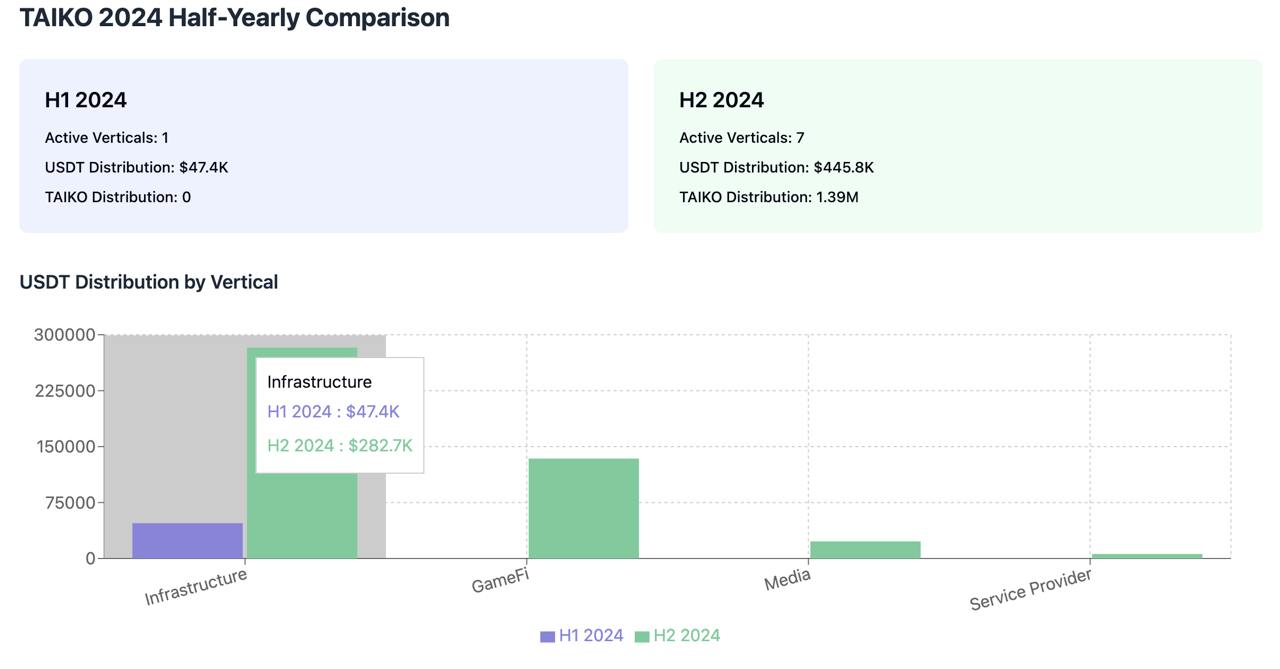 TAIKO 2024 Half-Yearly Comparison
H1 2024
Active Verticals: 1
USDT Distribution: $47.4K
TAIKO Distribution: 0
H2 2024
Active Verticals: 7
USDT Distribution: $445.8K
TAIKO Distribution: 1.39M
USDT Distribution by Vertical
300000
225000
150000
75000
0
Infrastructure
H1 2024 : $47.4K
H2 2024 : $282.7K
Infrastructure
GameFi
Media
Service Provider
H1 2024
H2 2024